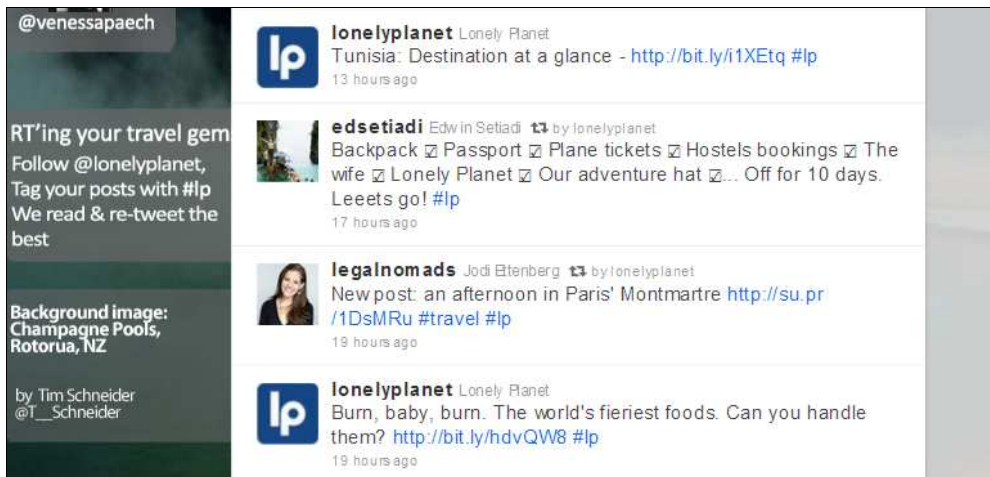 @venessapaech
RT'ing your travel gem
Follow @lonelyplanet,
Tag your posts with #lp
We read & re-tweet the
best
Background image:
Champagne Pools,
Rotorua, NZ
by Tim Schneider
@T__Schneider
lp
lonelyplanet Lonely Planet
Tunisia: Destination at a glance - http://bit.ly/i1XEtq #lp
13 hours ago
edsetiadi Edwin Setiadi by lonelyplanet
Backpack ☑ Passport ☑ Plane tickets ☑ Hostels bookings ☑ The
wife ☑ Lonely Planet ☑ Our adventure hat ☑... Off for 10 days.
Leeets go! #lp
17 hours ago
legalnomads Jodi Ettenberg by lonelyplanet
New post: an afternoon in Paris' Montmartre http://su.pr
/1DsMRu #travel #lp
19 hours ago
lp
lonelyplanet Lonely Planet
Burn, baby, burn. The world's fieriest foods. Can you handle
them? http://bit.ly/hdvQW8 #lp
19 hours ago